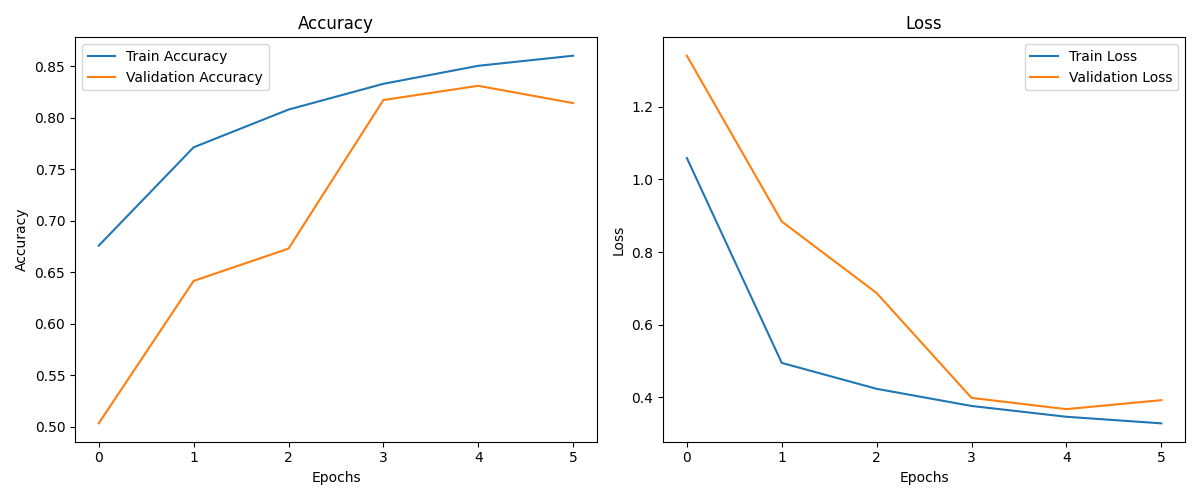 Accuracy
Train Accuracy
Validation Accuracy
0.85
0.80
0.75
0.70
0.65
0.60
0.55
0.50
Accuracy
0
1
2
3
4
5
Epochs
Loss
Train Loss
Validation Loss
1.2
1.0
0.8
0.6
0.4
Loss
0
1
2
3
4
5
Epochs